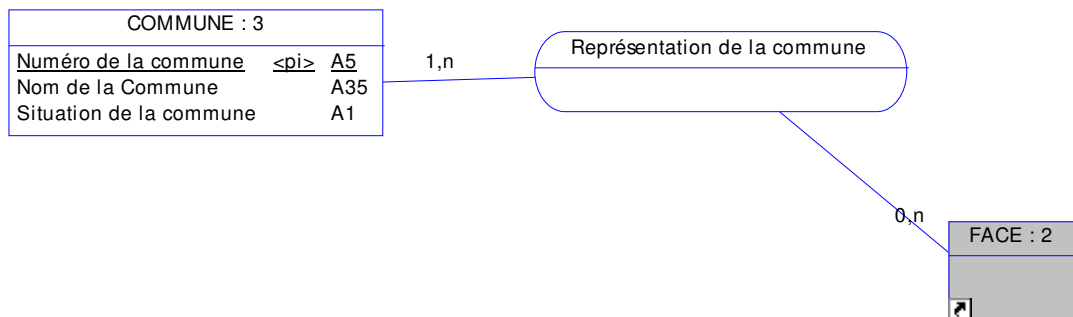 COMMUNE : 3
Numéro de la commune <pi> A5
Nom de la Commune A35
Situation de la commune A1
1,n
Représentation de la commune
0,n
FACE : 2